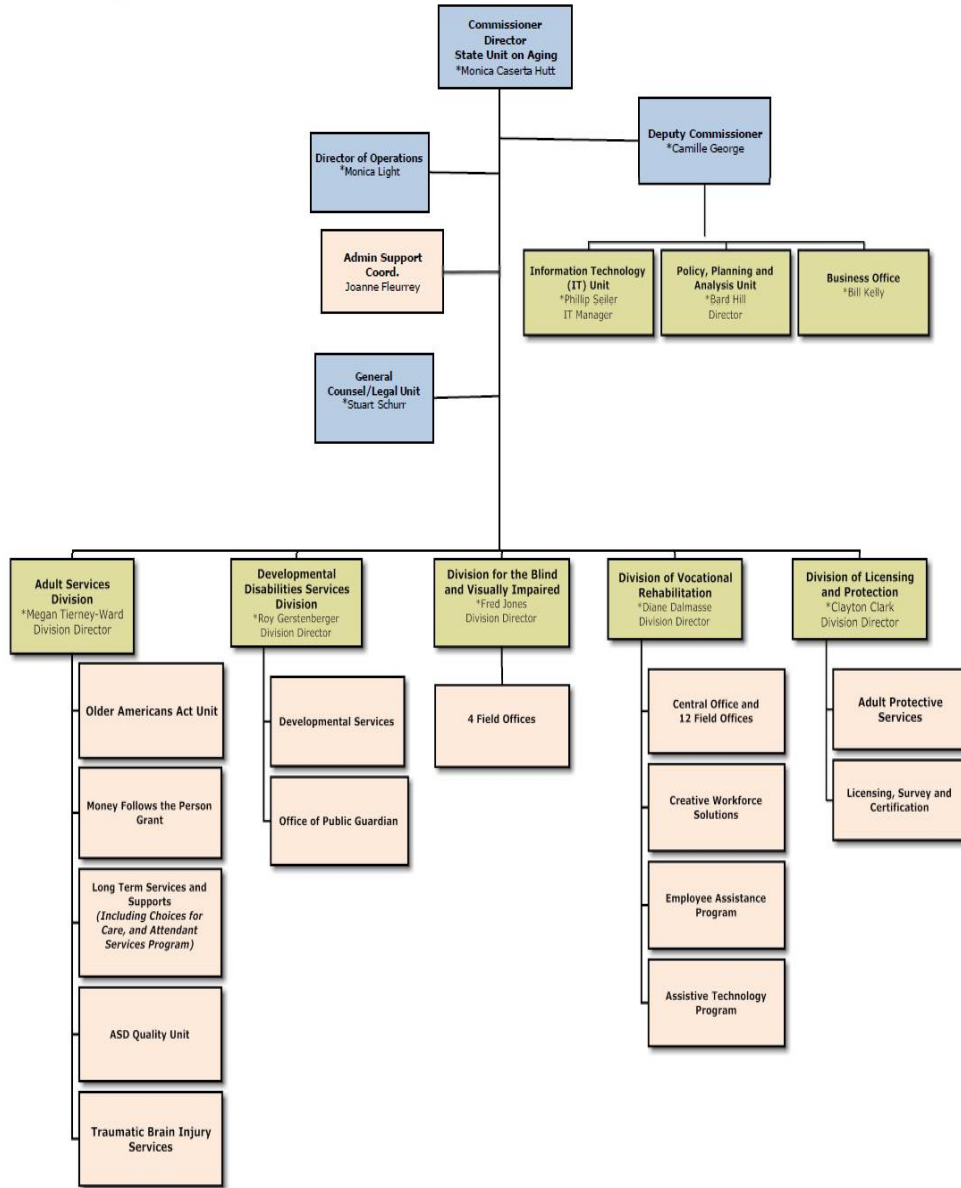 Commissioner
Director
State Unit on Aging
*Monica Caserta Hutt
Deputy Commissioner
*Camille George
Director of Operations
*Monica Light
Admin Support
Coord.
Joanne Fleurrey
Information Technology
(IT) Unit
*Phillip Seiler
IT Manager
Policy, Planning and
Analysis Unit
*Bard Hill
Director
Business Office
*Bill Kelly
General
Counsel/Legal Unit
*Stuart Schurr
Adult Services
Division
*Megan Tierney-Ward
Division Director
Developmental
Disabilities Services
Division
*Roy Gerstenberger
Division Director
Division for the Blind
and Visually Impaired
*Fred Jones
Division Director
Division of Vocational
Rehabilitation
*Diane Dalmasse
Division Director
Division of Licensing
and Protection
*Clayton Clark
Division Director
Older Americans Act Unit
Money Follows the Person
Grant
Long Term Services and
Supports
(Including Choices for
Care, and Attendant
Services Program)
ASD Quality Unit
Traumatic Brain Injury
Services
Developmental Services
Office of Public Guardian
4 Field Offices
Central Office and
12 Field Offices
Creative Workforce
Solutions
Employee Assistance
Program
Assistive Technology
Program
Adult Protective
Services
Licensing, Survey and
Certification